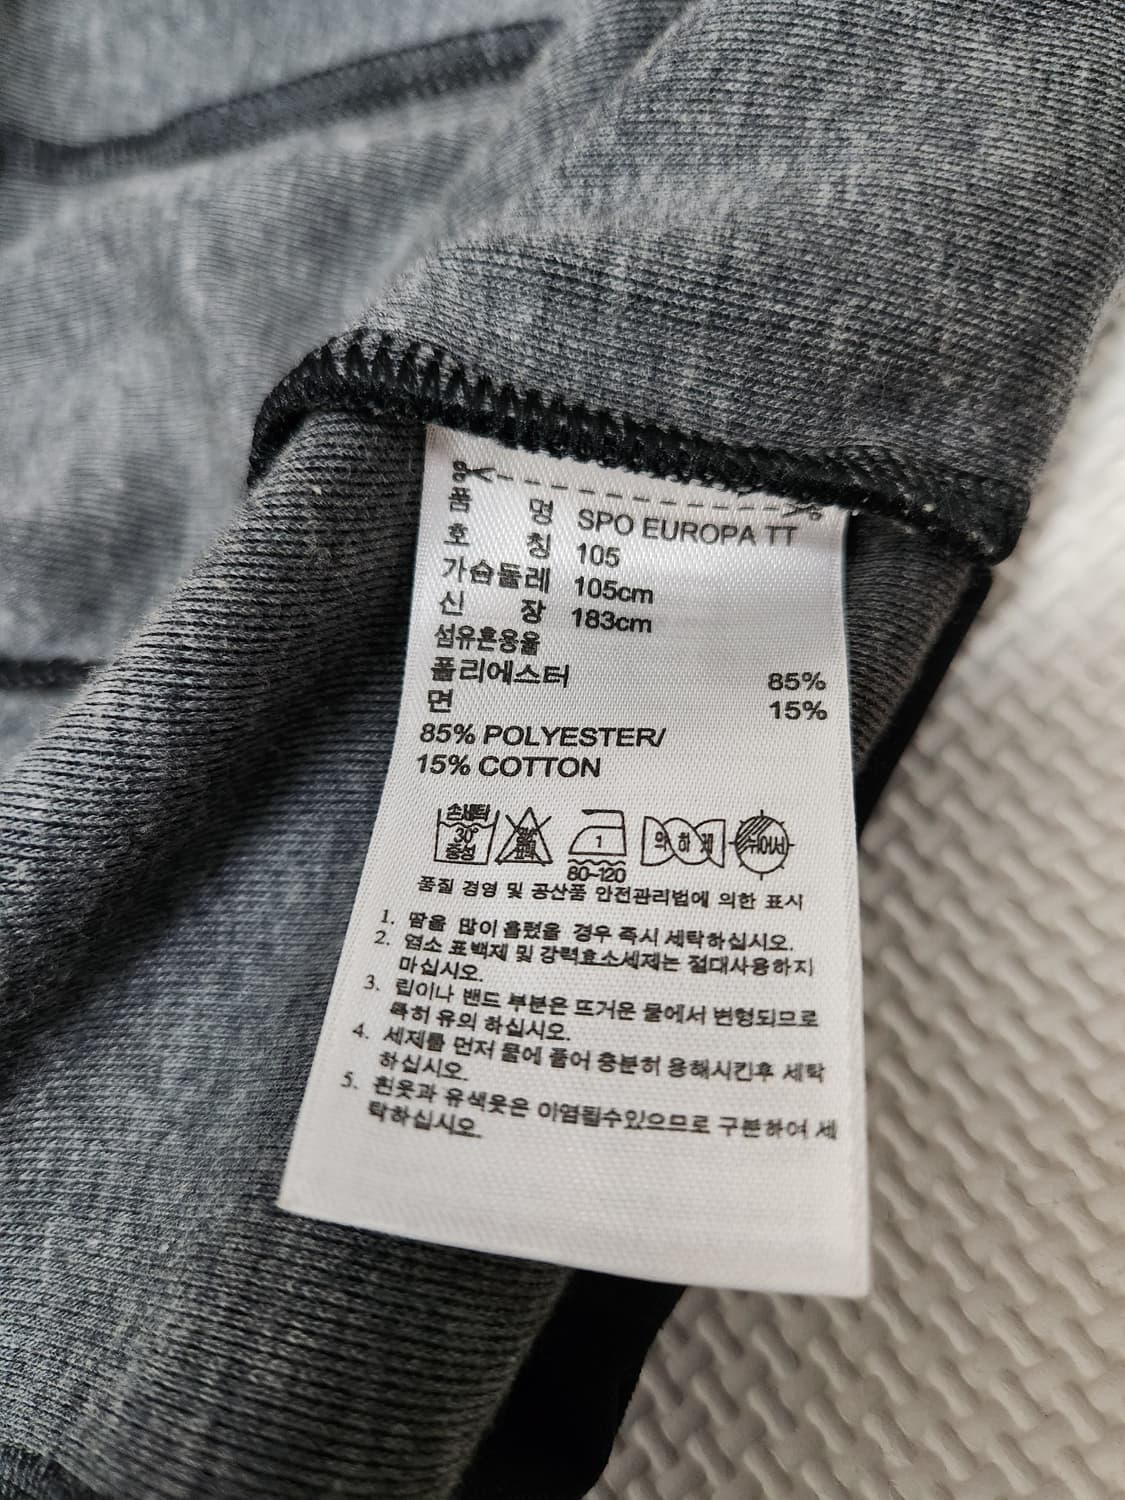 품 명 SPO EUROPA TT
호 칭 105
가슴둘레 105cm
신 장 183cm
섬유혼용율
폴리에스터 85%
면 15%
85% POLYESTER/
15% COTTON
손세탁 30° 중성 1 약하게 뉘어서
80-120
품질 경영 및 공산품 안전관리법에 의한 표시
1. 땀을 많이 흘렸을 경우 즉시 세탁하십시오.
2. 염소 표백제 및 강력효소세제는 절대사용하지
마십시오.
3. 립이나 밴드 부분은 뜨거운 물에서 변형되므로
특히 유의 하십시오.
4. 세제를 먼저 물에 풀어 충분히 용해시킨후 세탁
하십시오.
5. 흰옷과 유색옷은 이염될수있으므로 구분하여 세
탁하십시오.